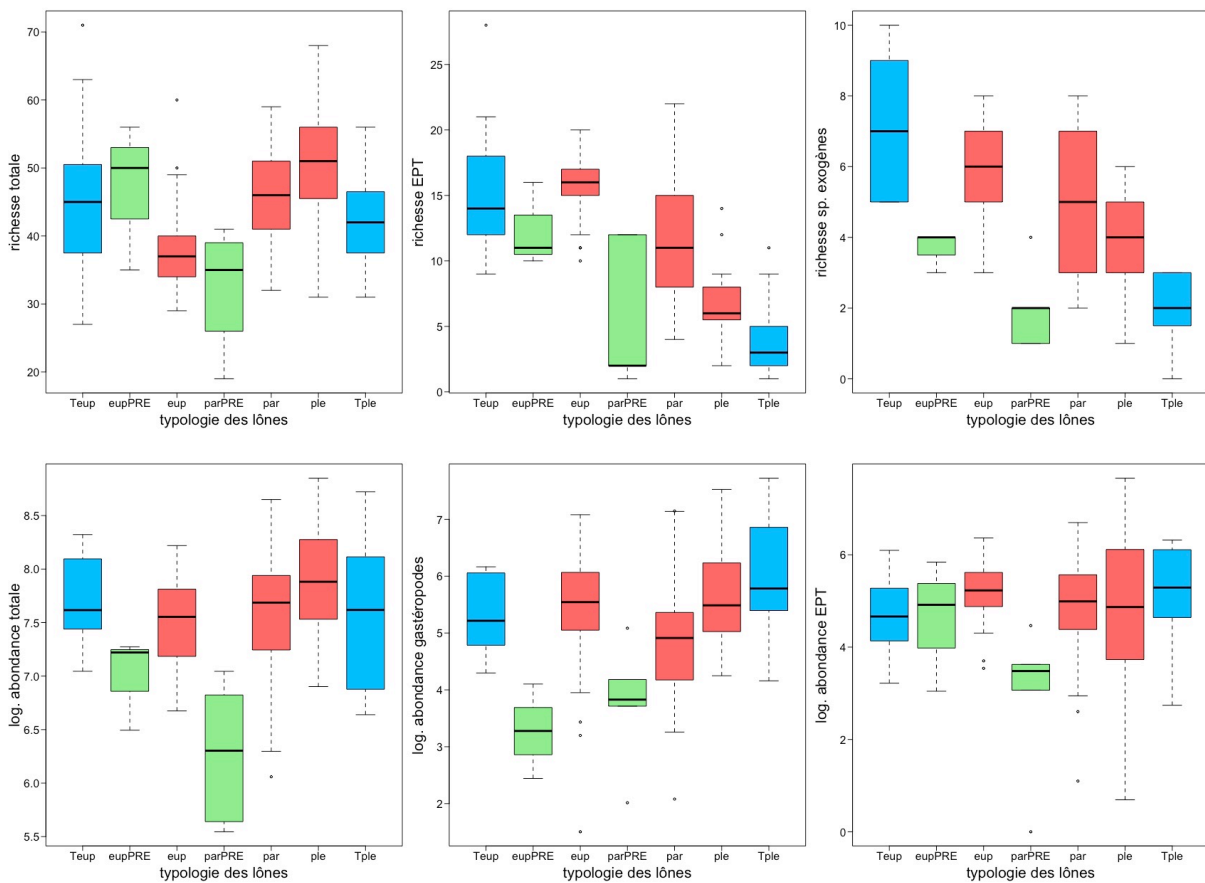 richesse totale
70
60
50
40
30
20
Teup eupPRE eup parPRE par ple Tple
typologie des lônes
richesse EPT
25
20
15
10
5
0
Teup eupPRE eup parPRE par ple Tple
typologie des lônes
richesse sp. exogènes
10
8
6
4
2
0
Teup eupPRE eup parPRE par ple Tple
typologie des lônes
log. abondance totale
8.5
8.0
7.5
7.0
6.5
6.0
5.5
Teup eupPRE eup parPRE par ple Tple
typologie des lônes
log. abondance gastéropodes
7
6
5
4
3
2
Teup eupPRE eup parPRE par ple Tple
typologie des lônes
log. abondance EPT
6
4
2
0
Teup eupPRE eup parPRE par ple Tple
typologie des lônes